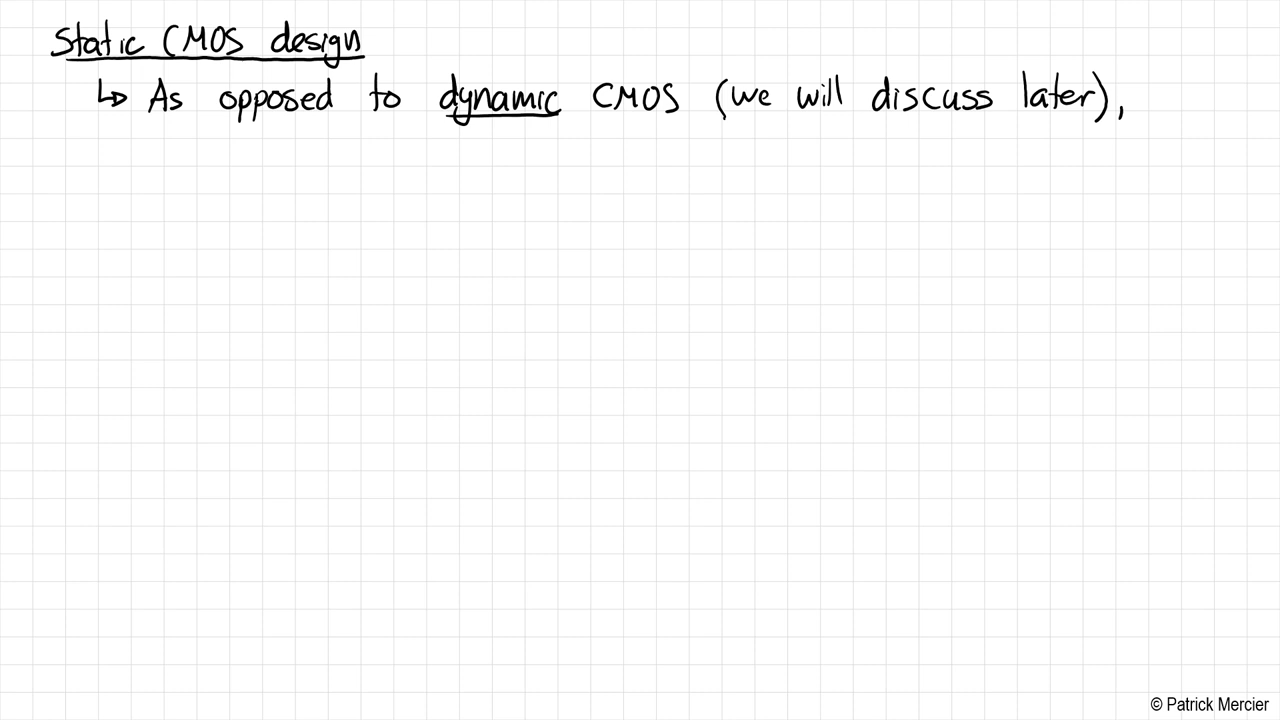 Static CMOS design
↳ As opposed to dynamic CMOS (we will discuss later),
© Patrick Mercier